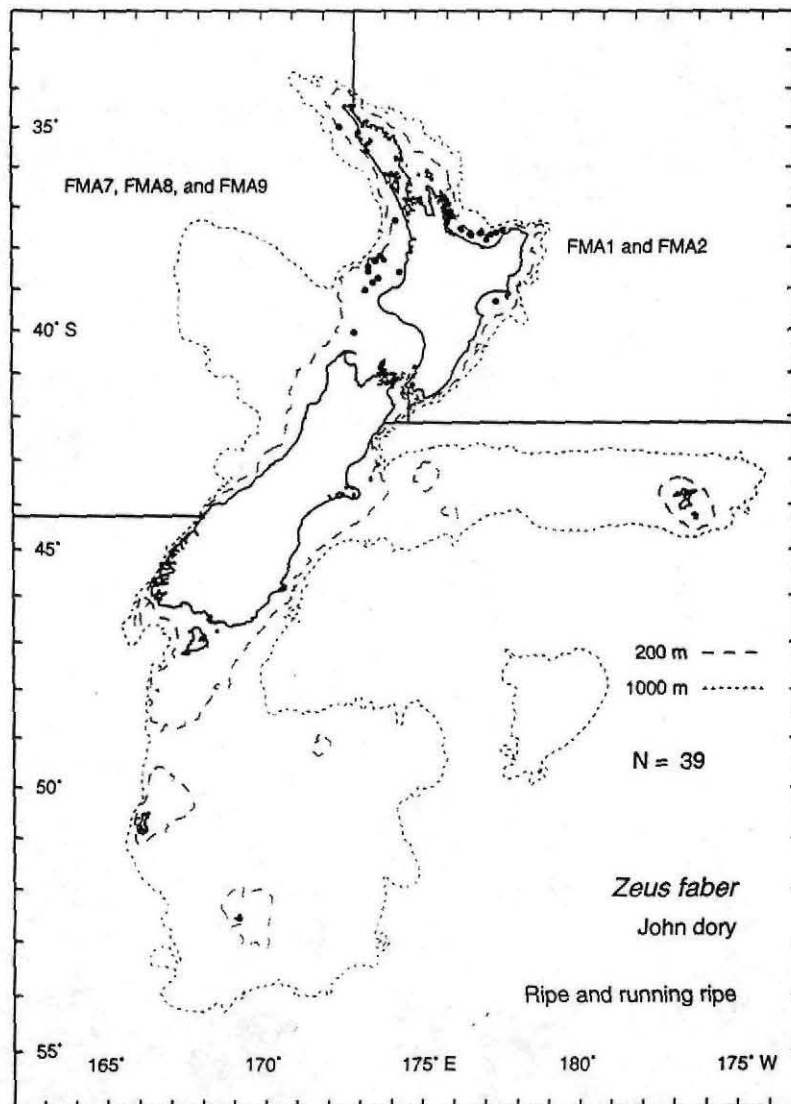 35°
FMA7, FMA8, and FMA9
FMA1 and FMA2
40° S
45°
200 m
1000 m
N = 39
50°
Zeus faber
John dory
Ripe and running ripe
55°
165°
170°
175° E
180°
175° W